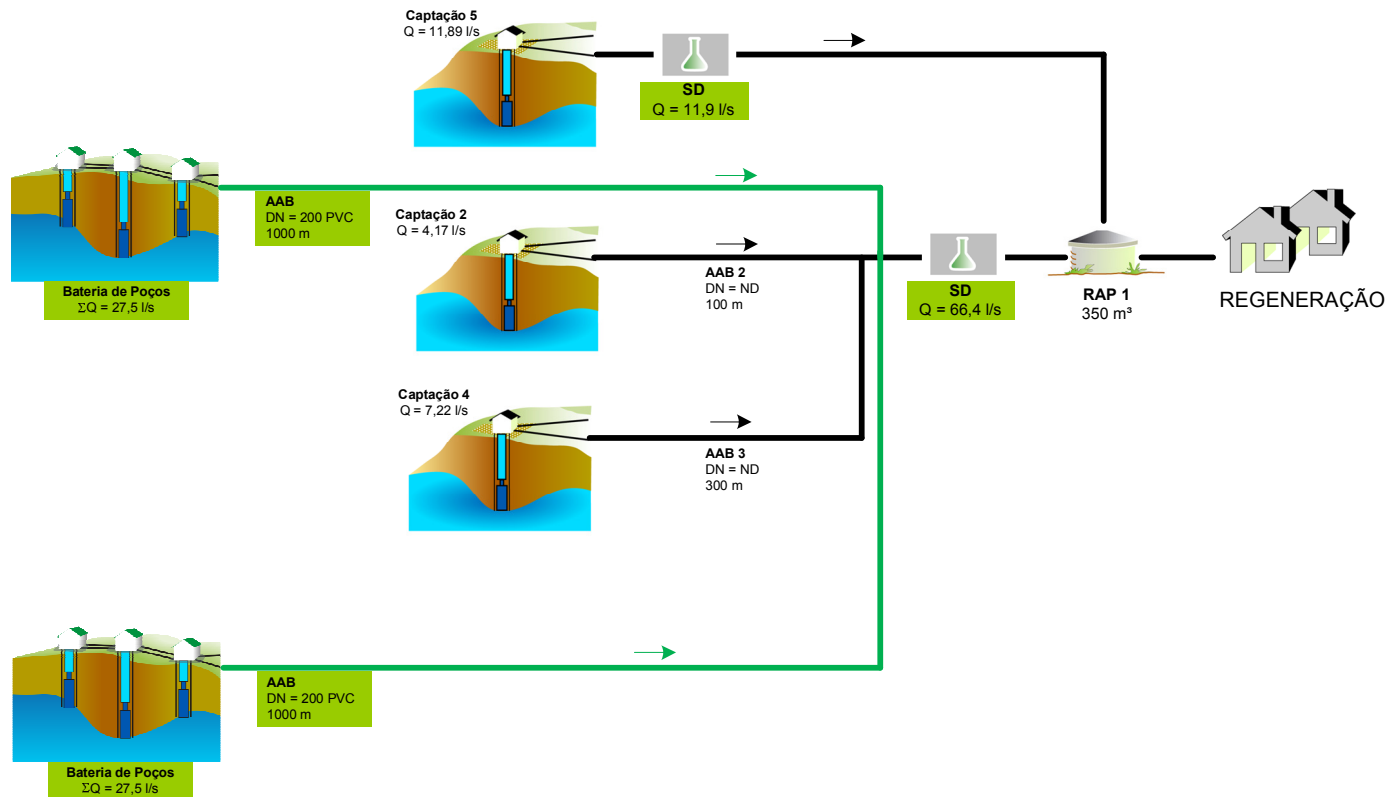 Captação 5
Q = 11,89 l/s
SD
Q = 11,9 l/s
AAB
DN = 200 PVC
1000 m
Bateria de Poços
ΣQ = 27,5 l/s
Captação 2
Q = 4,17 l/s
AAB 2
DN = ND
100 m
SD
Q = 66,4 l/s
RAP 1
350 m³
REGENERAÇÃO
Captação 4
Q = 7,22 l/s
AAB 3
DN = ND
300 m
AAB
DN = 200 PVC
1000 m
Bateria de Poços
ΣQ = 27,5 l/s